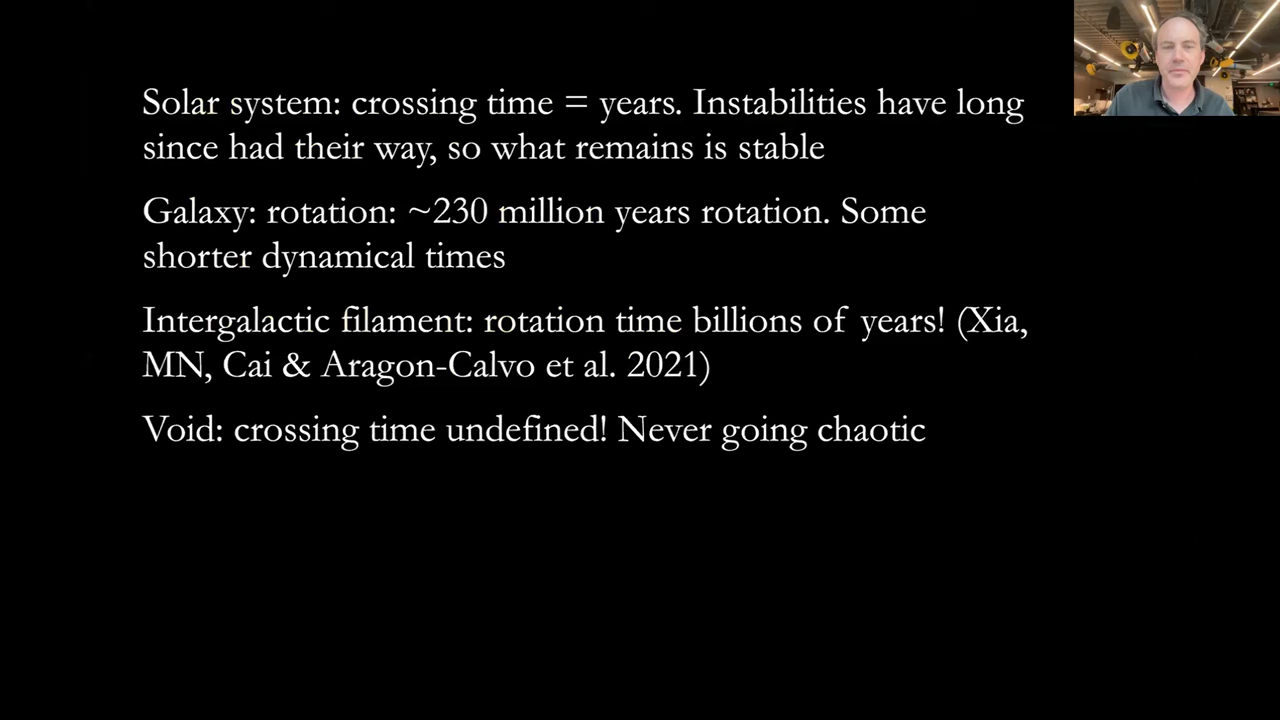 Solar system: crossing time = years. Instabilities have long
since had their way, so what remains is stable
Galaxy: rotation: ~230 million years rotation. Some
shorter dynamical times
Intergalactic filament: rotation time billions of years! (Xia,
MN, Cai & Aragon-Calvo et al. 2021)
Void: crossing time undefined! Never going chaotic